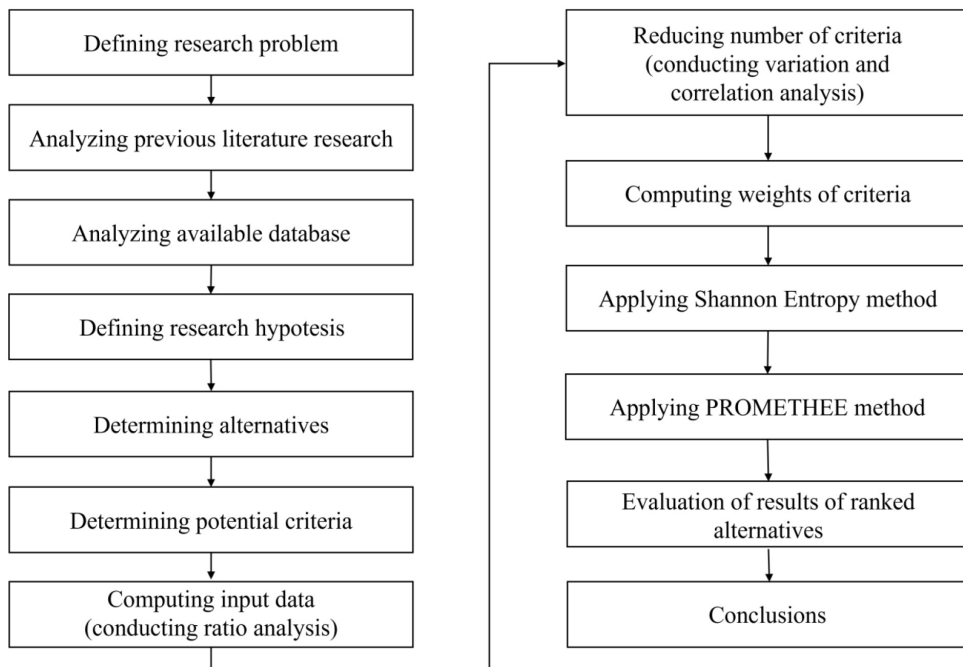 Defining research problem
Analyzing previous literature research
Analyzing available database
Defining research hypotesis
Determining alternatives
Determining potential criteria
Computing input data
(conducting ratio analysis)
Reducing number of criteria
(conducting variation and
correlation analysis)
Computing weights of criteria
Applying Shannon Entropy method
Applying PROMETHEE method
Evaluation of results of ranked
alternatives
Conclusions